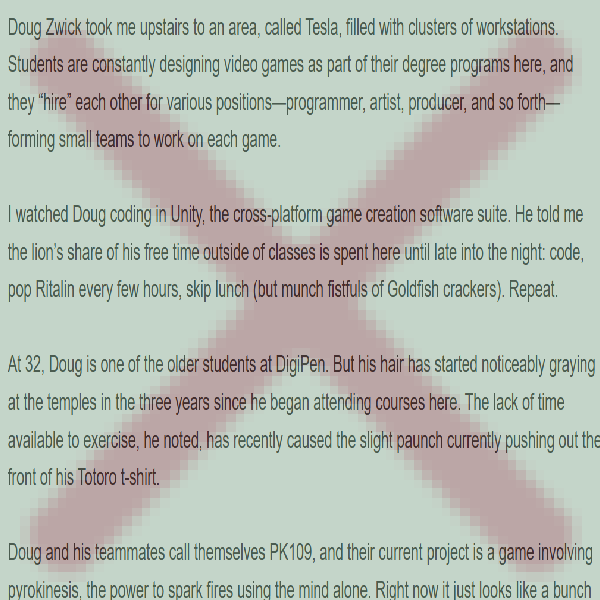 Doug Zwick took me upstairs to an area, called Tesla, filled with clusters of workstations.
Students are constantly designing video games as part of their degree programs here, and
they “hire” each other for various positions—programmer, artist, producer, and so forth—
forming small teams to work on each game.
I watched Doug coding in Unity, the cross-platform game creation software suite. He told me
the lion's share of his free time outside of classes is spent here until late into the night: code,
pop Ritalin every few hours, skip lunch (but munch fistfuls of Goldfish crackers). Repeat.
At 32, Doug is one of the older students at DigiPen. But his hair has started noticeably graying
at the temples in the three years since he began attending courses here. The lack of time
available to exercise, he noted, has recently caused the slight paunch currently pushing out the
front of his Totoro t-shirt.
Doug and his teammates call themselves PK109, and their current project is a game involving
pyrokinesis, the power to spark fires using the mind alone. Right now it just looks like a bunch